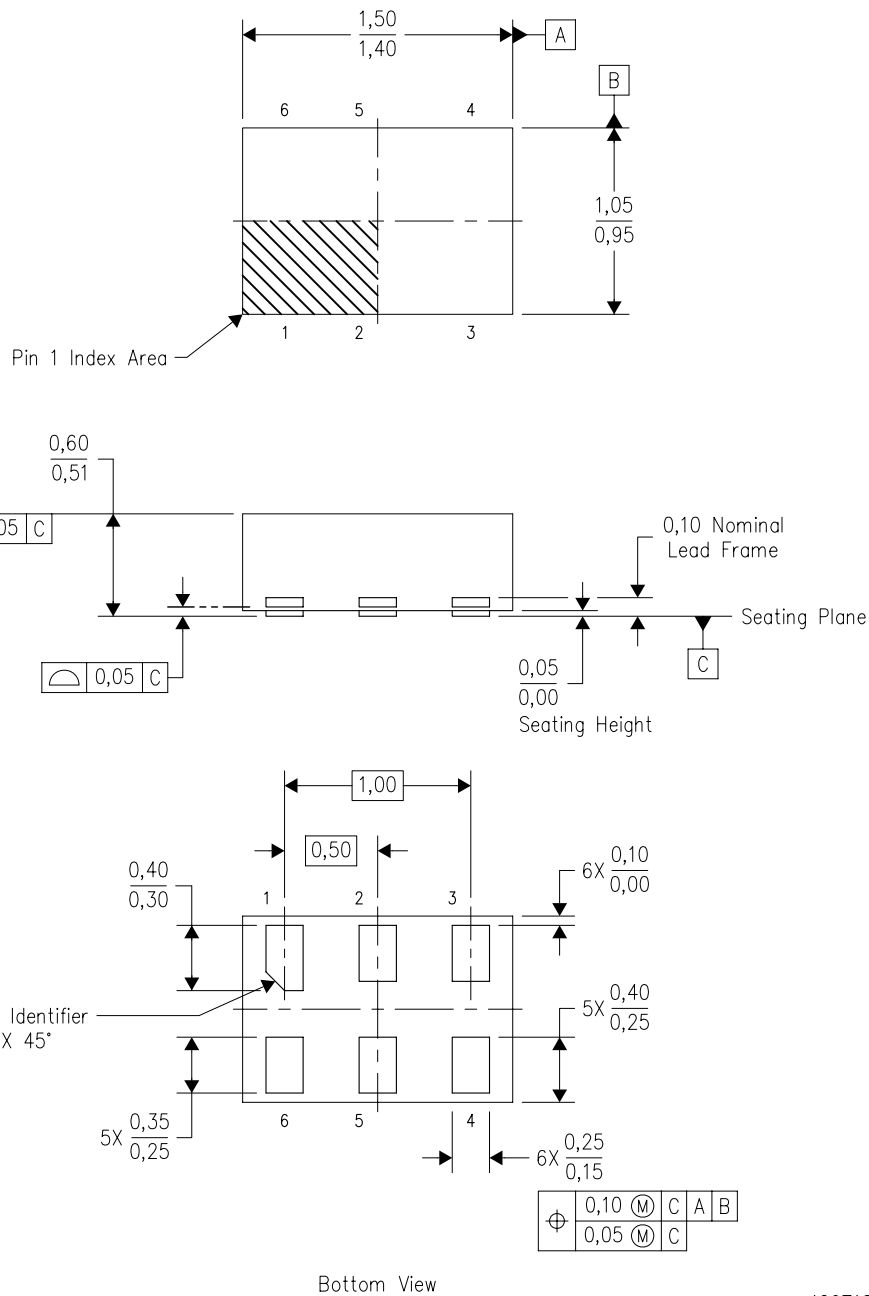 1,50
1,40
A
B
6 5 4
1,05
0,95
1 2 3
Pin 1 Index Area
0,60
0,51
05 C
0,10 Nominal
Lead Frame
Seating Plane
0,05 C
0,05
0,00
Seating Height
C
1,00
0,50
0,40
0,30
1 2 3
6X 0,10
0,00
Identifier
X 45°
5X 0,40
0,25
5X 0,35
0,25
6 5 4
6X 0,25
0,15
0,10 Ⓜ C A B
0,05 Ⓜ C
Bottom View